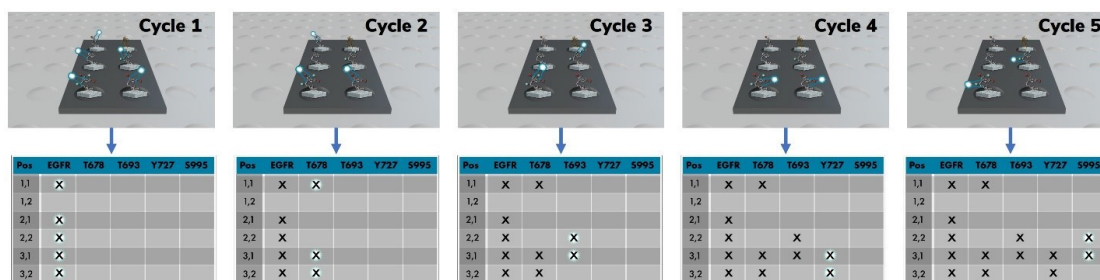 Cycle 1
Cycle 2
Cycle 3
Cycle 4
Cycle 5
Pos EGFR T678 T693 Y727 S995
1,1 X
1,2
2,1 X
2,2 X
3,1 X
3,2 X
Pos EGFR T678 T693 Y727 S995
1,1 X X
1,2
2,1 X
2,2 X
3,1 X X
3,2 X X
Pos EGFR T678 T693 Y727 S995
1,1 X X
1,2
2,1 X
2,2 X X
3,1 X X X
3,2 X X
Pos EGFR T678 T693 Y727 S995
1,1 X X
1,2
2,1 X
2,2 X X
3,1 X X X X
3,2 X X X
Pos EGFR T678 T693 Y727 S995
1,1 X X
1,2
2,1 X
2,2 X X X
3,1 X X X X X
3,2 X X X